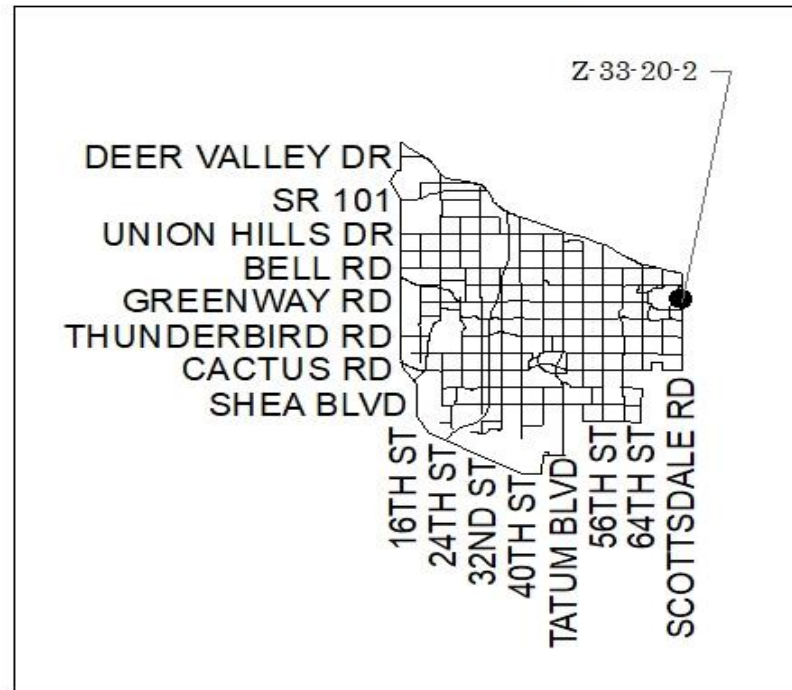 Z-33-20-2
DEER VALLEY DR
SR 101
UNION HILLS DR
BELL RD
GREENWAY RD
THUNDERBIRD RD
CACTUS RD
SHEA BLVD
16TH ST
24TH ST
32ND ST
40TH ST
TATUM BLVD
56TH ST
64TH ST
SCOTTSDALE RD